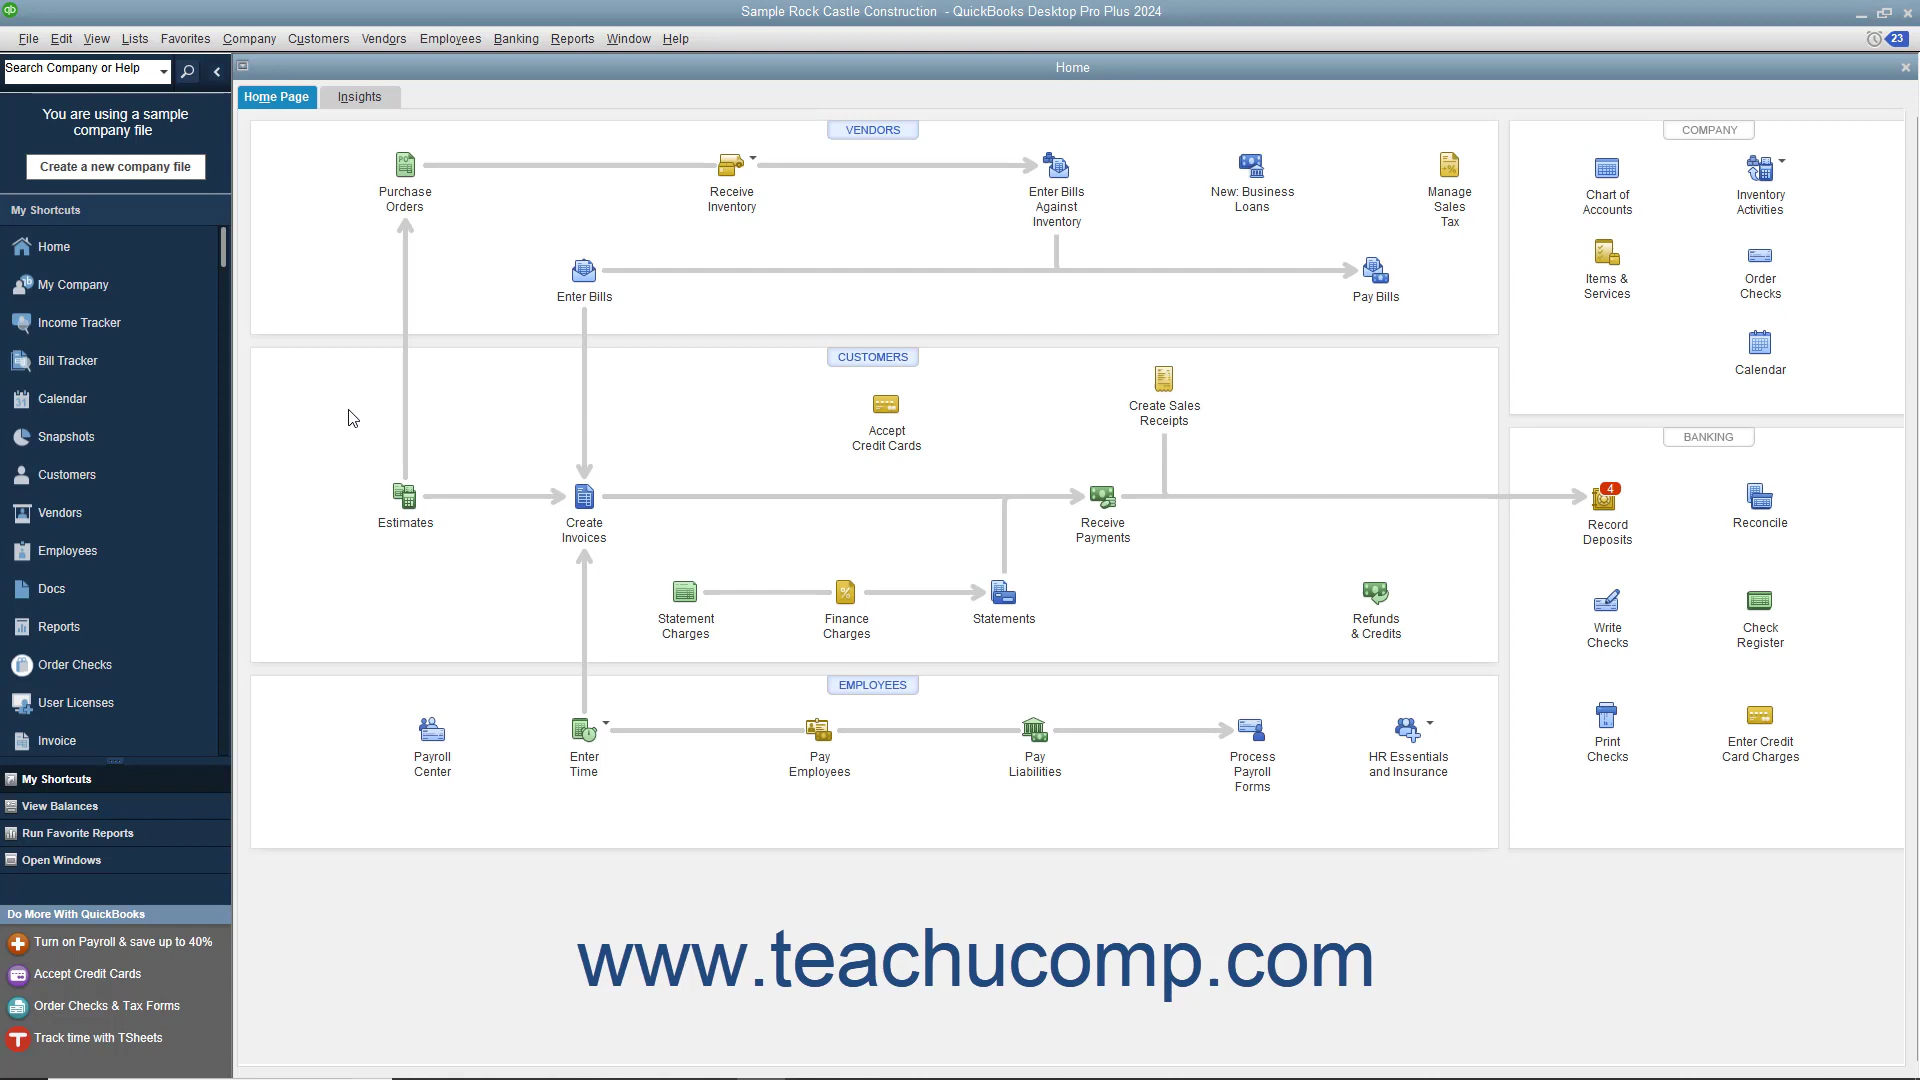 Sample Rock Castle Construction  - QuickBooks Desktop Pro Plus 2024
File Edit View Lists Favorites Company Customers Vendors Employees Banking Reports Window Help
23
Search Company or Help
Home
Home Page
Insights
You are using a sample
company file
Create a new company file
My Shortcuts
Home
My Company
Income Tracker
Bill Tracker
Calendar
Snapshots
Customers
Vendors
Employees
Docs
Reports
Order Checks
User Licenses
Invoice
My Shortcuts
View Balances
Run Favorite Reports
Open Windows
Do More With QuickBooks
Turn on Payroll & save up to 40%
Accept Credit Cards
Order Checks & Tax Forms
Track time with TSheets
VENDORS
Purchase
Orders
Receive
Inventory
Enter Bills
Against
Inventory
New: Business
Loans
Manage
Sales
Tax
Enter Bills
Pay Bills
CUSTOMERS
Accept
Credit Cards
Create Sales
Receipts
Estimates
Create
Invoices
Receive
Payments
Statement
Charges
Finance
Charges
Statements
Refunds
& Credits
EMPLOYEES
Payroll
Center
Enter
Time
Pay
Employees
Pay
Liabilities
Process
Payroll
Forms
HR Essentials
and Insurance
COMPANY
Chart of
Accounts
Inventory
Activities
Items &
Services
Order
Checks
Calendar
BANKING
4
Record
Deposits
Reconcile
Write
Checks
Check
Register
Print
Checks
Enter Credit
Card Charges
www.teachucomp.com